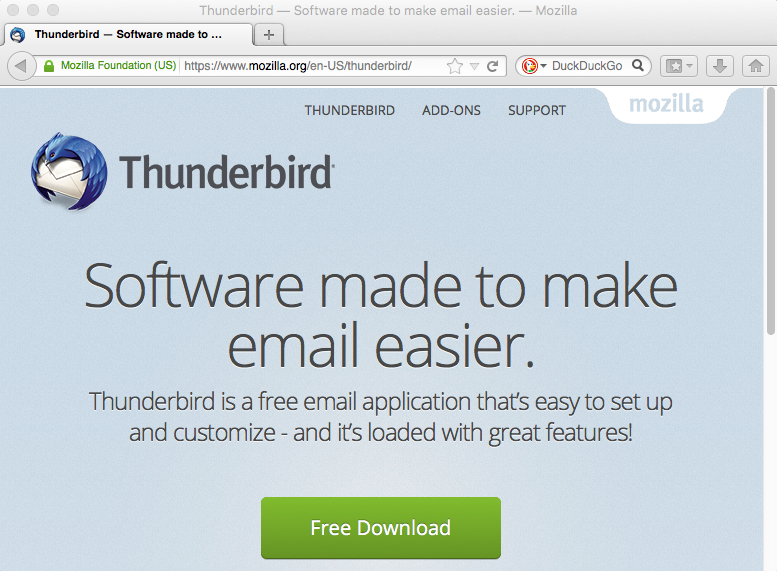 Thunderbird — Software made to make email easier. — Mozilla
Thunderbird — Software made to ...
Mozilla Foundation (US) https://www.mozilla.org/en-US/thunderbird/ DuckDuckGo
THUNDERBIRD ADD-ONS SUPPORT mozilla
Thunderbird
Software made to make
email easier.
Thunderbird is a free email application that's easy to set up
and customize - and it's loaded with great features!
Free Download